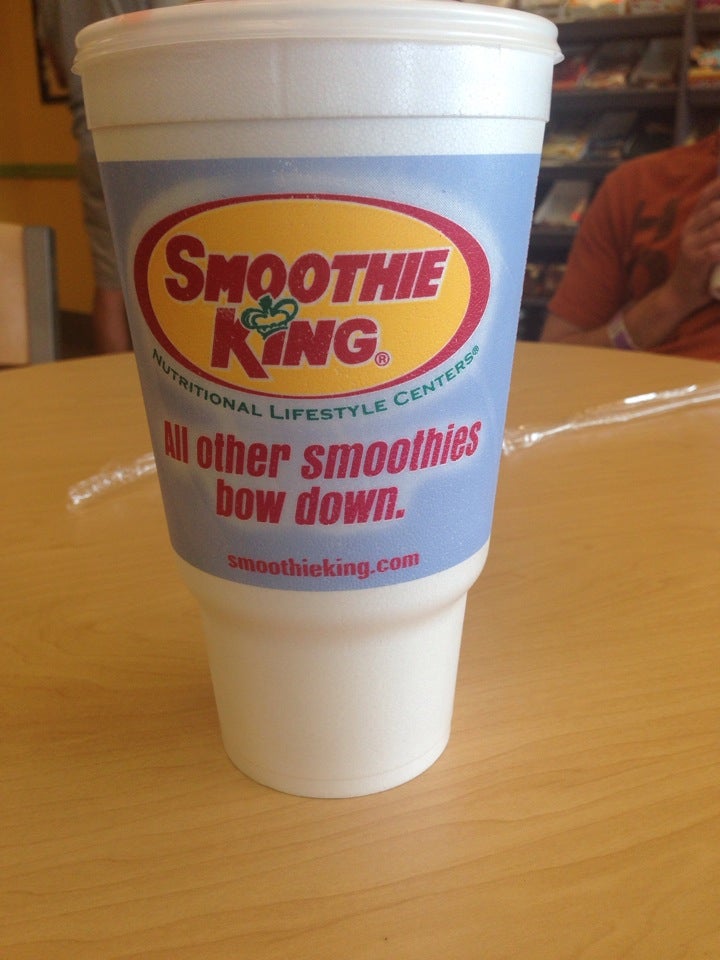 SMOOTHIE
KING®
NUTRITIONAL LIFESTYLE CENTERS®
All other smoothies
bow down.
smoothieking.com